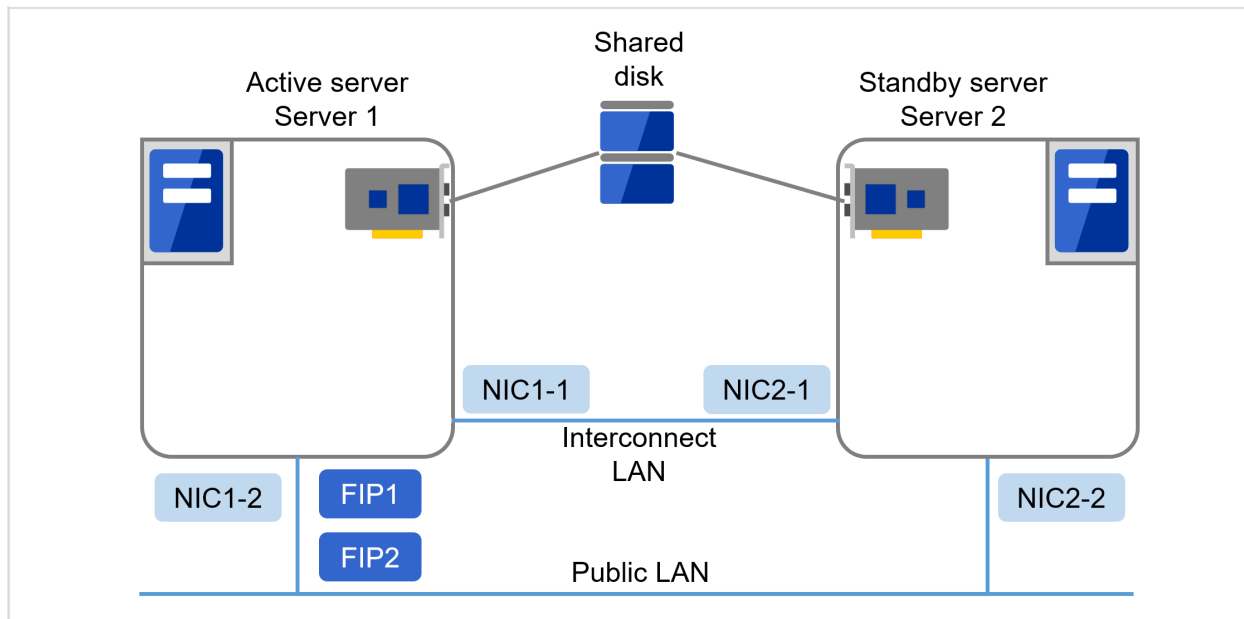 Shared
disk
Active server
Server 1
Standby server
Server 2
NIC1-1
NIC2-1
Interconnect
LAN
NIC1-2
FIP1
NIC2-2
FIP2
Public LAN